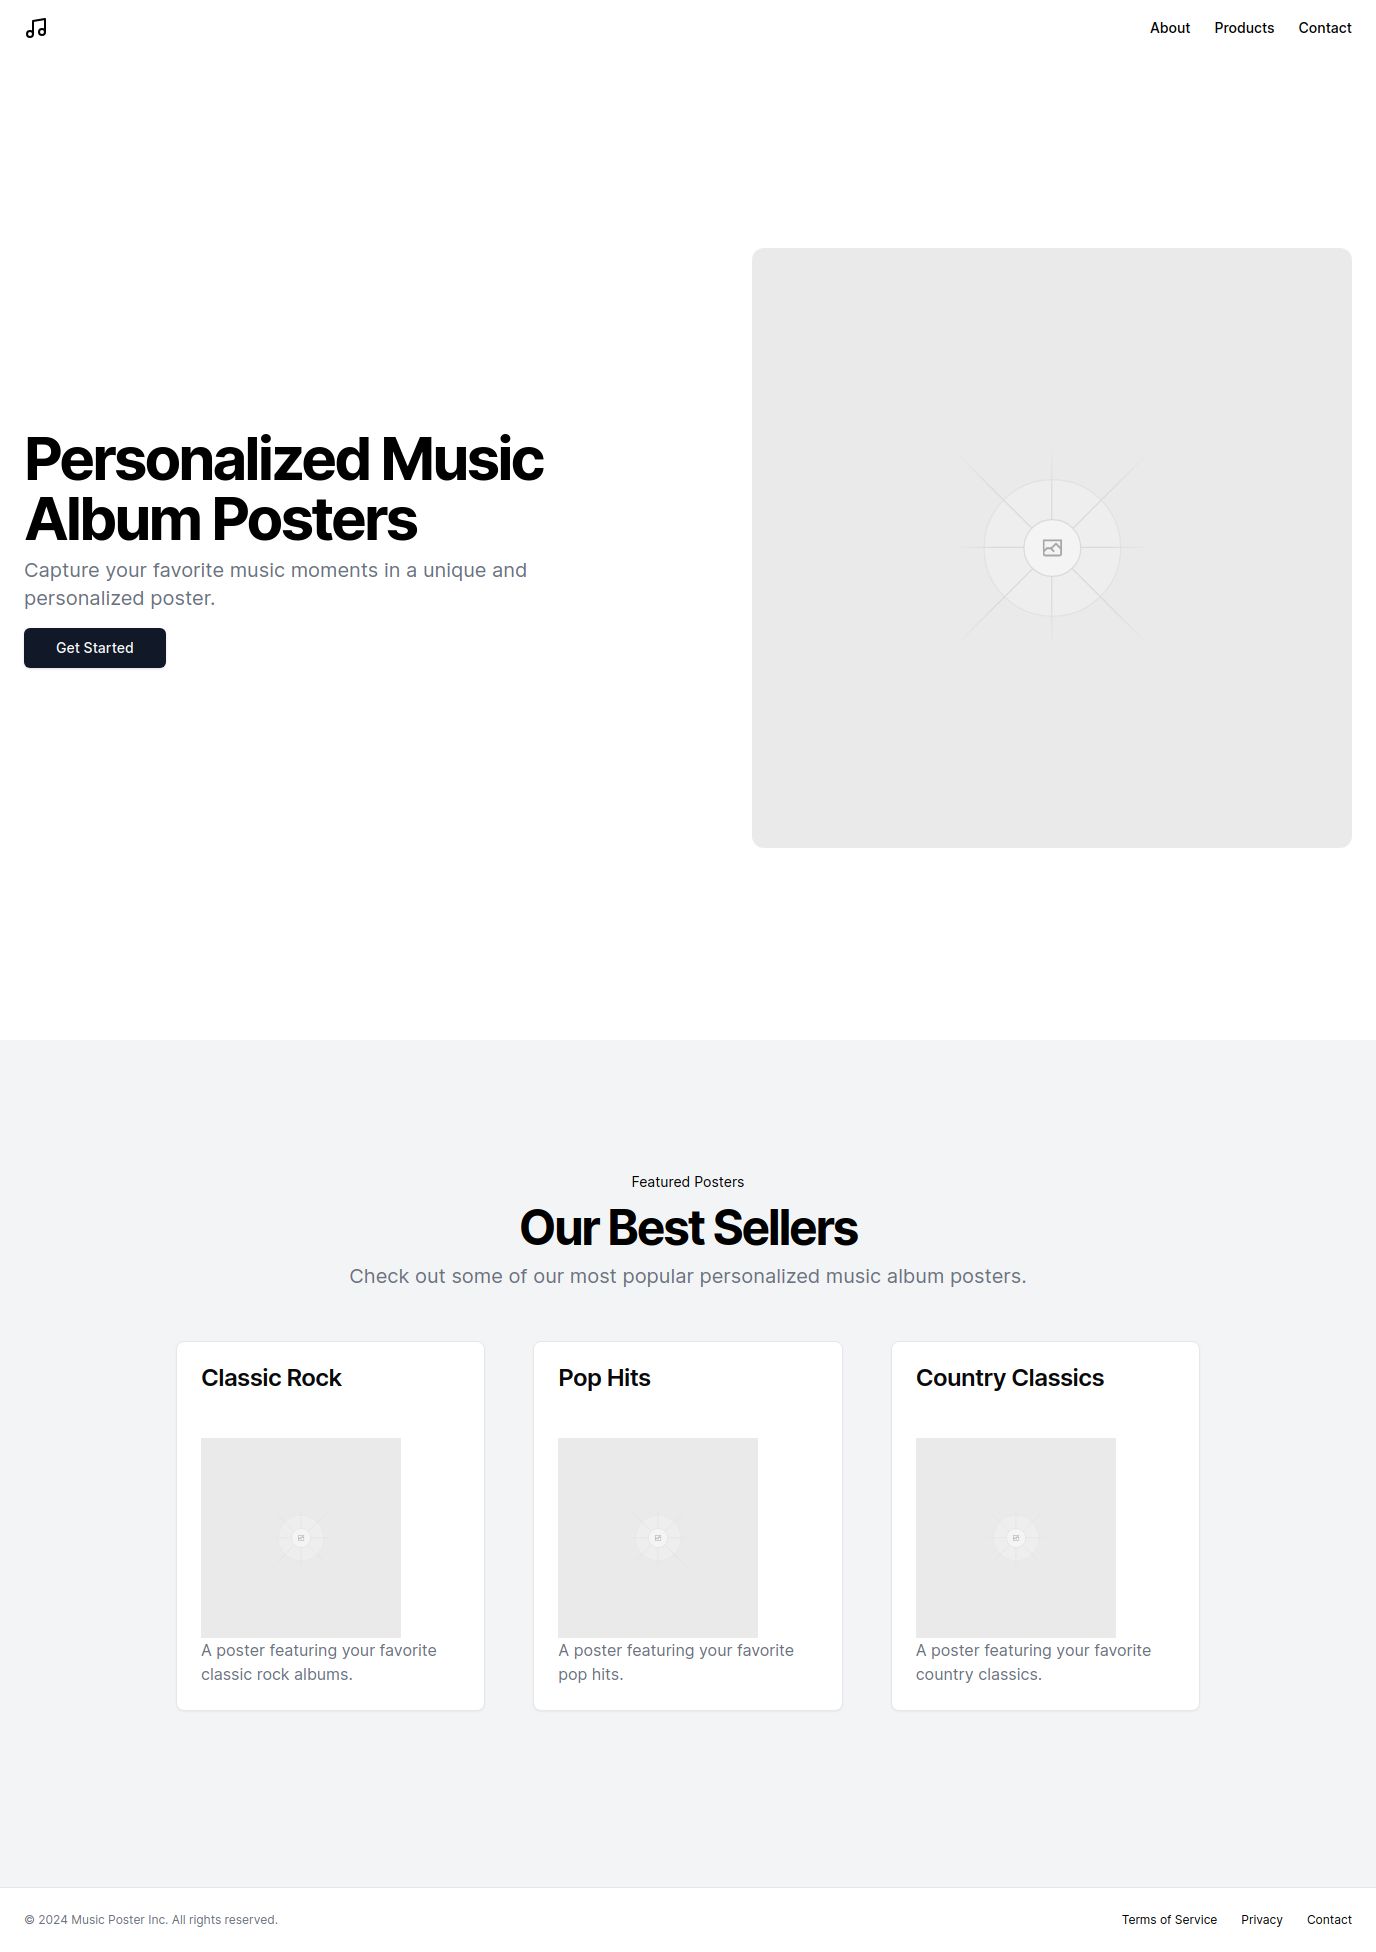 About Products Contact
Personalized Music
Album Posters
Capture your favorite music moments in a unique and
personalized poster.
Get Started
Featured Posters
Our Best Sellers
Check out some of our most popular personalized music album posters.
Classic Rock
A poster featuring your favorite
classic rock albums.
Pop Hits
A poster featuring your favorite
pop hits.
Country Classics
A poster featuring your favorite
country classics.
© 2024 Music Poster Inc. All rights reserved.
Terms of Service Privacy Contact